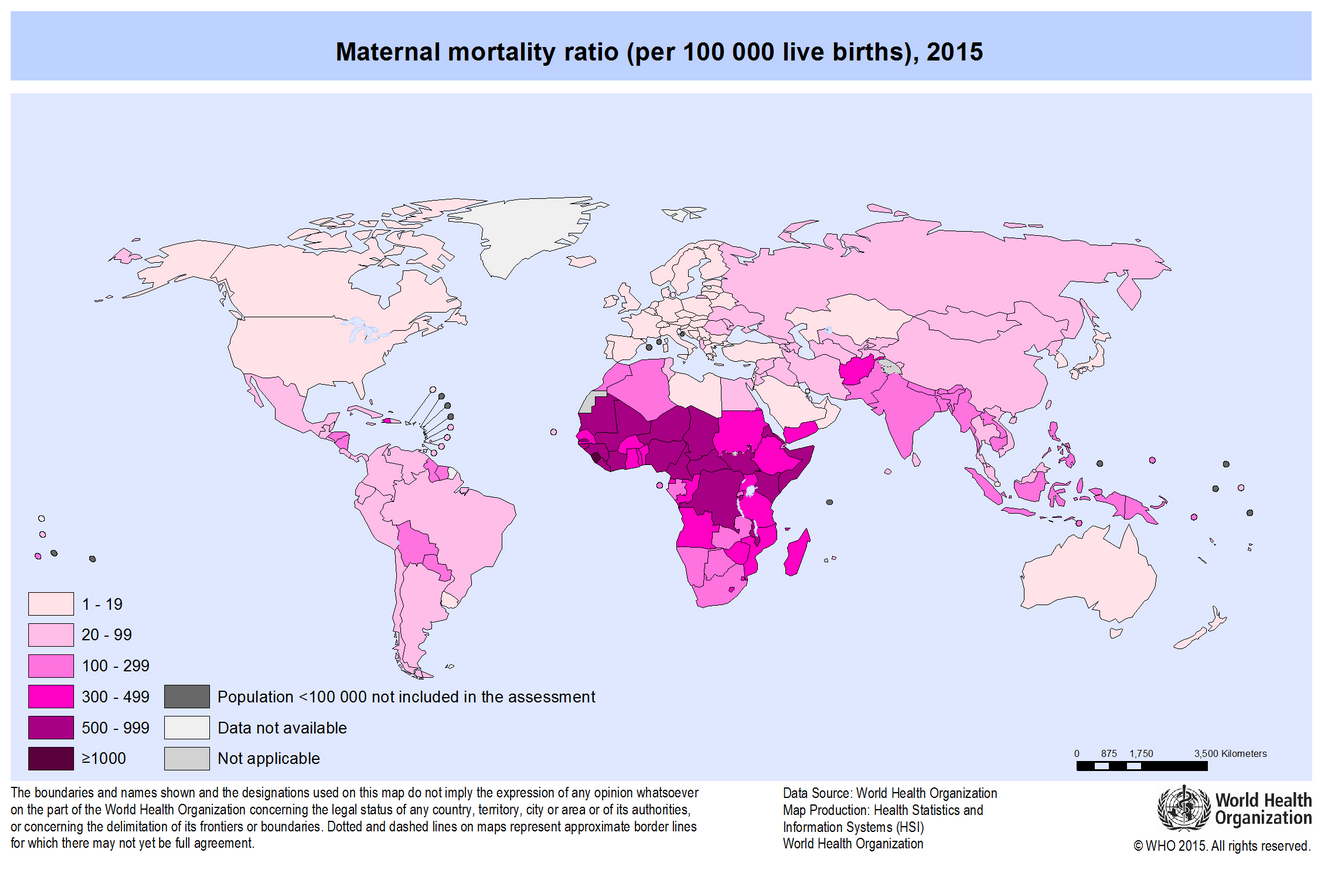 Maternal mortality ratio (per 100 000 live births), 2015
1 - 19
20 - 99
100 - 299
300 - 499
500 - 999
≥1000
Population <100 000 not included in the assessment
Data not available
Not applicable
0 875 1,750 3,500 Kilometers
The boundaries and names shown and the designations used on this map do not imply the expression of any opinion whatsoever
on the part of the World Health Organization concerning the legal status of any country, territory, city or area or of its authorities,
or concerning the delimitation of its frontiers or boundaries. Dotted and dashed lines on maps represent approximate border lines
for which there may not yet be full agreement.
Data Source: World Health Organization
Map Production: Health Statistics and
Information Systems (HSI)
World Health Organization
World Health
Organization
© WHO 2015. All rights reserved.